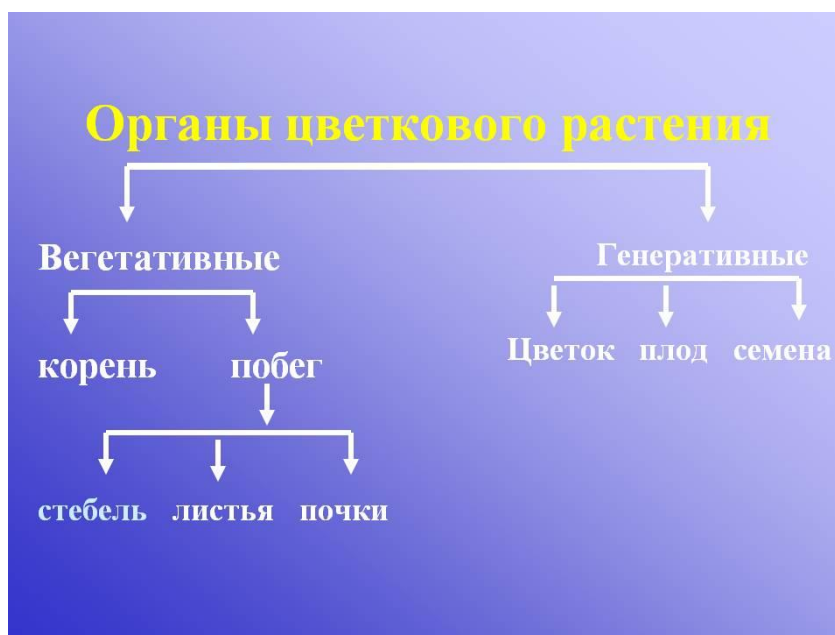 Органы цветкового растения
Вегетативные Генеративные
корень побег Цветок плод семена
стебель листья почки